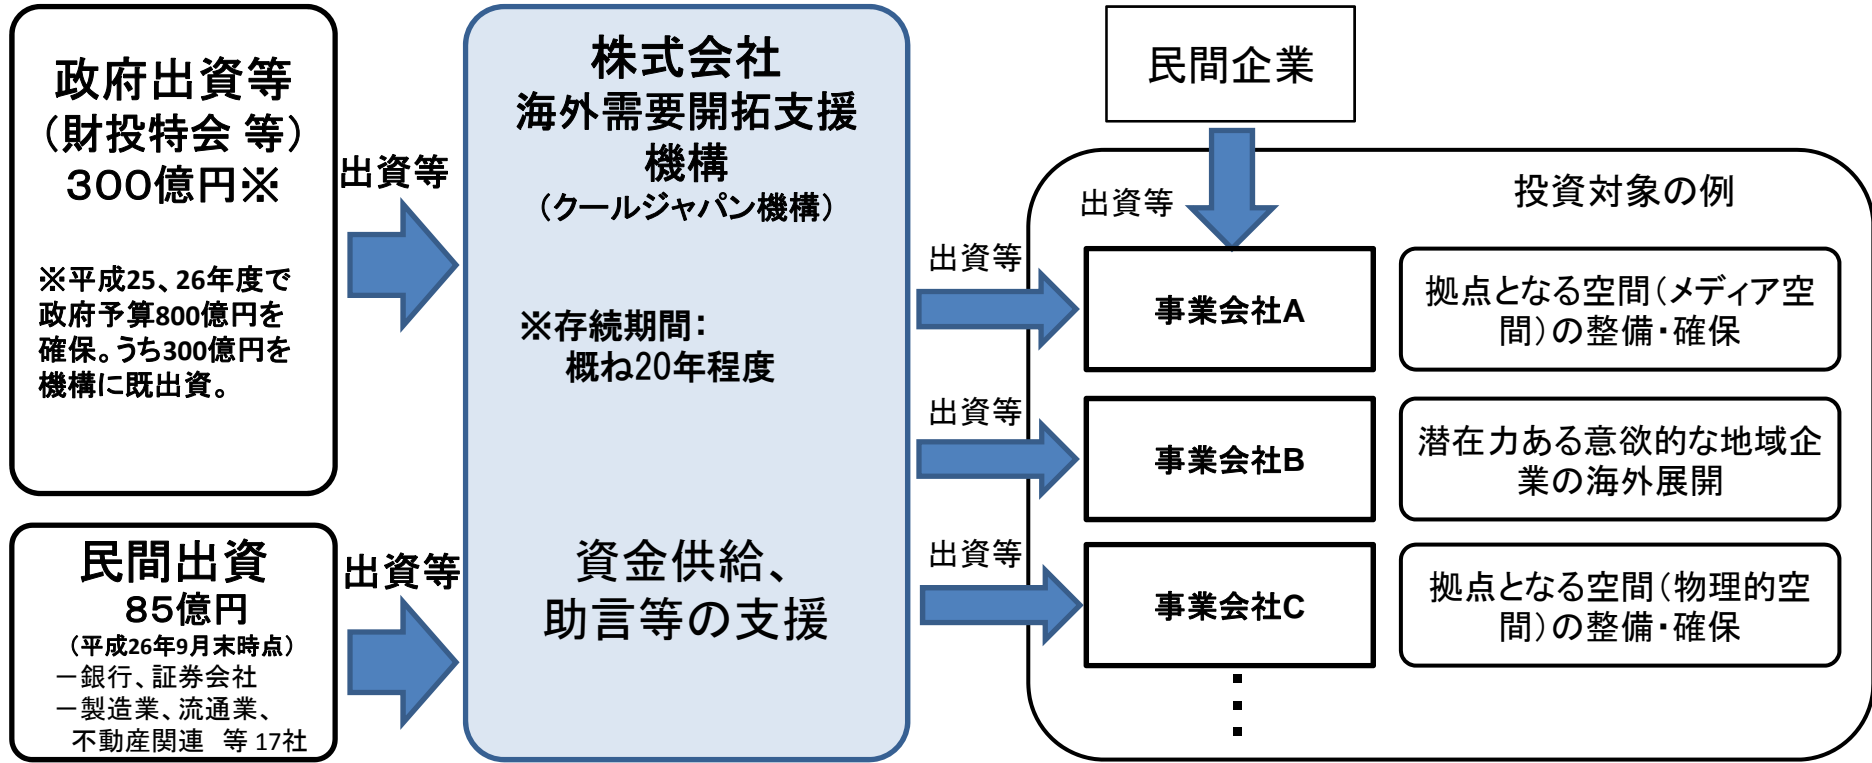 政府出資等
（財投特会 等）
３００億円※
※平成25、26年度で
政府予算800億円を
確保。うち300億円を
機構に既出資。
出資等
民間出資
８５億円
（平成26年9月末時点）
－銀行、証券会社
－製造業、流通業、
不動産関連　等 17社
出資等
株式会社
海外需要開拓支援
機構
（クールジャパン機構）
※存続期間：
概ね20年程度
資金供給、
助言等の支援
民間企業
出資等
投資対象の例
出資等
事業会社A
拠点となる空間（メディア空
間）の整備・確保
出資等
事業会社B
潜在力ある意欲的な地域企
業の海外展開
出資等
事業会社C
拠点となる空間（物理的空
間）の整備・確保